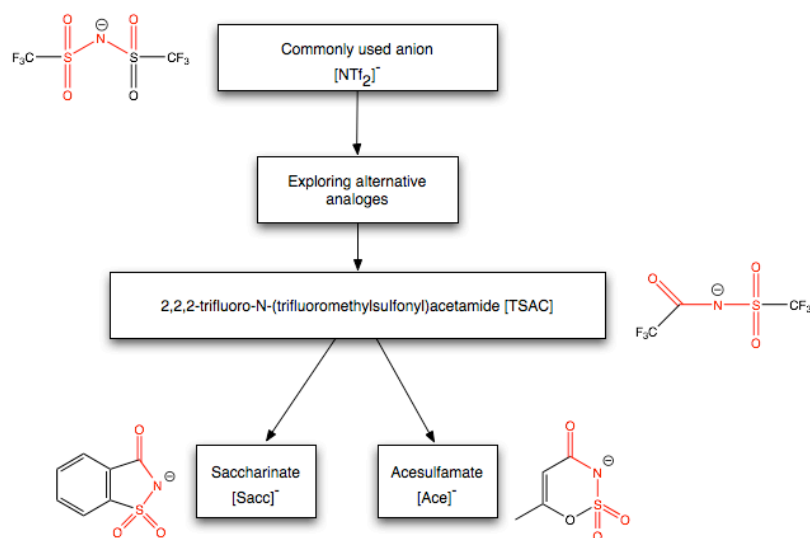 O
O
⊖
F₃C
S
N
S
CF₃
O
O
Commonly used anion
[NTf₂]⁻
Exploring alternative
analoges
2,2,2-trifluoro-N-(trifluoromethylsulfonyl)acetamide [TSAC]
O
⊖
O
N
S
CF₃
F₃C
O
O
N
⊖
S
O
O
Saccharinate
[Sacc]⁻
Acesulfamate
[Ace]⁻
O
N
⊖
O
S
O
O